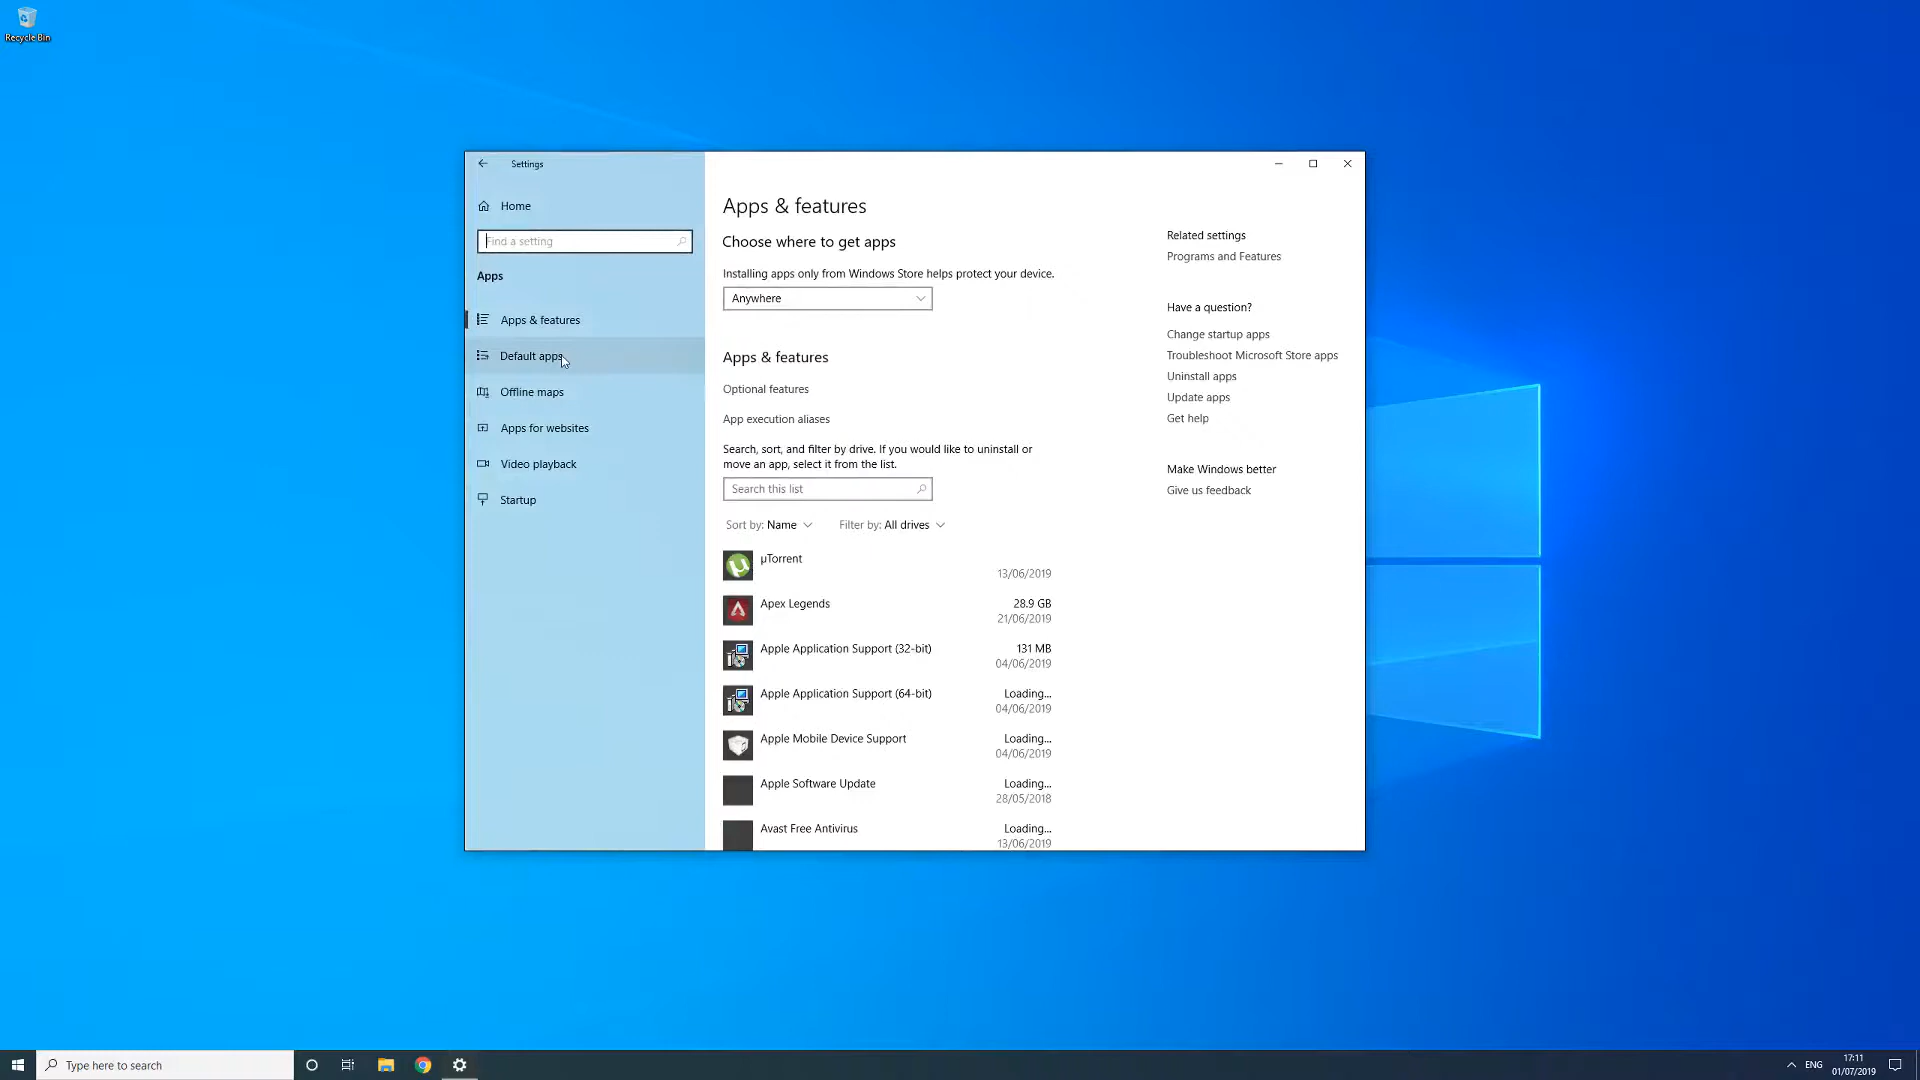 Recycle Bin
Settings
Home
Find a setting
Apps
Apps & features
Default apps
Offline maps
Apps for websites
Video playback
Startup
Apps & features
Choose where to get apps
Installing apps only from Windows Store helps protect your device.
Anywhere
Apps & features
Optional features
App execution aliases
Search, sort, and filter by drive. If you would like to uninstall or
move an app, select it from the list.
Search this list
Sort by: Name Filter by: All drives
µTorrent
13/06/2019
Apex Legends 28.9 GB
21/06/2019
Apple Application Support (32-bit) 131 MB
04/06/2019
Apple Application Support (64-bit) Loading...
04/06/2019
Apple Mobile Device Support Loading...
04/06/2019
Apple Software Update Loading...
28/05/2018
Avast Free Antivirus Loading...
13/06/2019
Related settings
Programs and Features
Have a question?
Change startup apps
Troubleshoot Microsoft Store apps
Uninstall apps
Update apps
Get help
Make Windows better
Give us feedback
Type here to search
ENG
17:11
01/07/2019